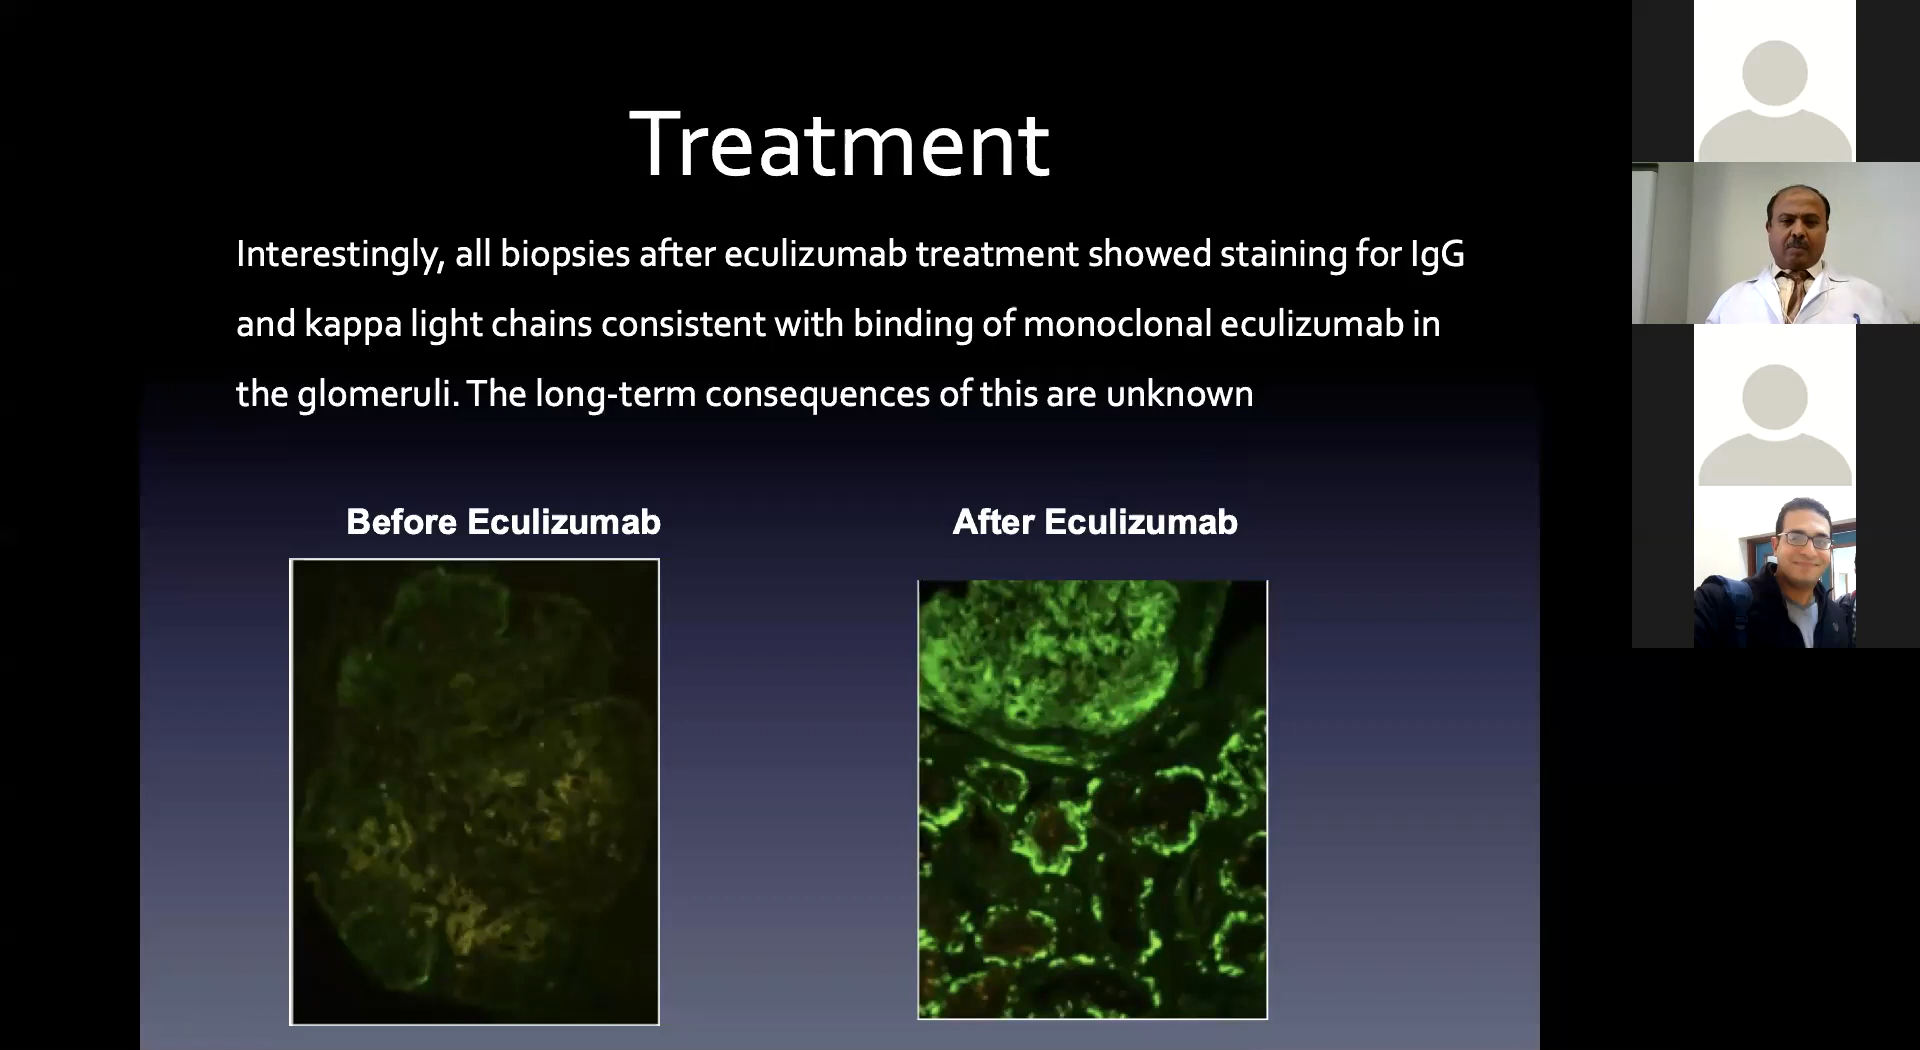 Treatment
Interestingly, all biopsies after eculizumab treatment showed staining for IgG
and kappa light chains consistent with binding of monoclonal eculizumab in
the glomeruli. The long-term consequences of this are unknown
Before Eculizumab
After Eculizumab